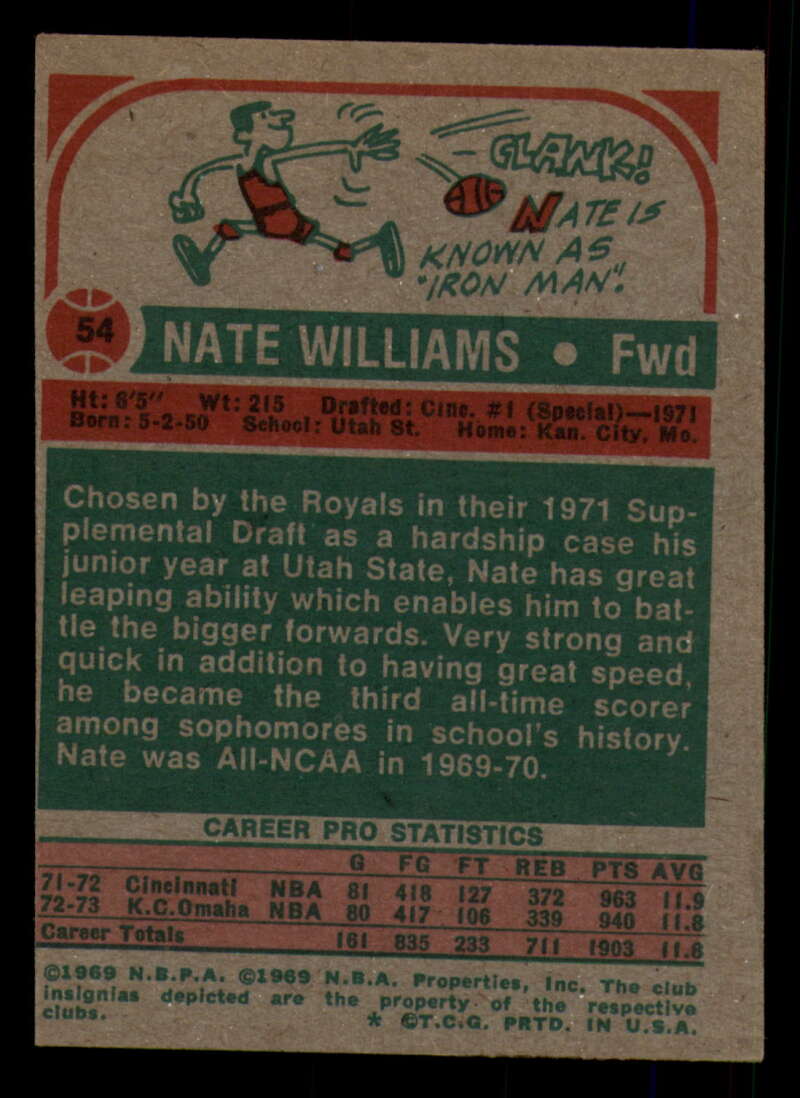 CLANK!
NATE IS
KNOWN AS
"IRON MAN".
54 NATE WILLIAMS • Fwd
Ht: 6'5" Wt: 215 Drafted: Cinc. #1 (Special)—1971
Born: 5-2-50 School: Utah St. Home: Kan. City, Mo.
Chosen by the Royals in their 1971 Sup-
plemental Draft as a hardship case his
junior year at Utah State, Nate has great
leaping ability which enables him to bat-
tle the bigger forwards. Very strong and
quick in addition to having great speed,
he became the third all-time scorer
among sophomores in school's history.
Nate was All-NCAA in 1969-70.
CAREER PRO STATISTICS
G FG FT REB PTS AVG
71-72 Cincinnati NBA 81 418 127 372 963 11.9
72-73 K.C.Omaha NBA 80 417 106 339 940 11.8
Career Totals 161 835 233 711 1903 11.8
©1969 N.B.P.A. ©1969 N.B.A. Properties, Inc. The club
insignias depicted are the property of the respective
clubs. * ©T.C.G. PRTD. IN U.S.A.